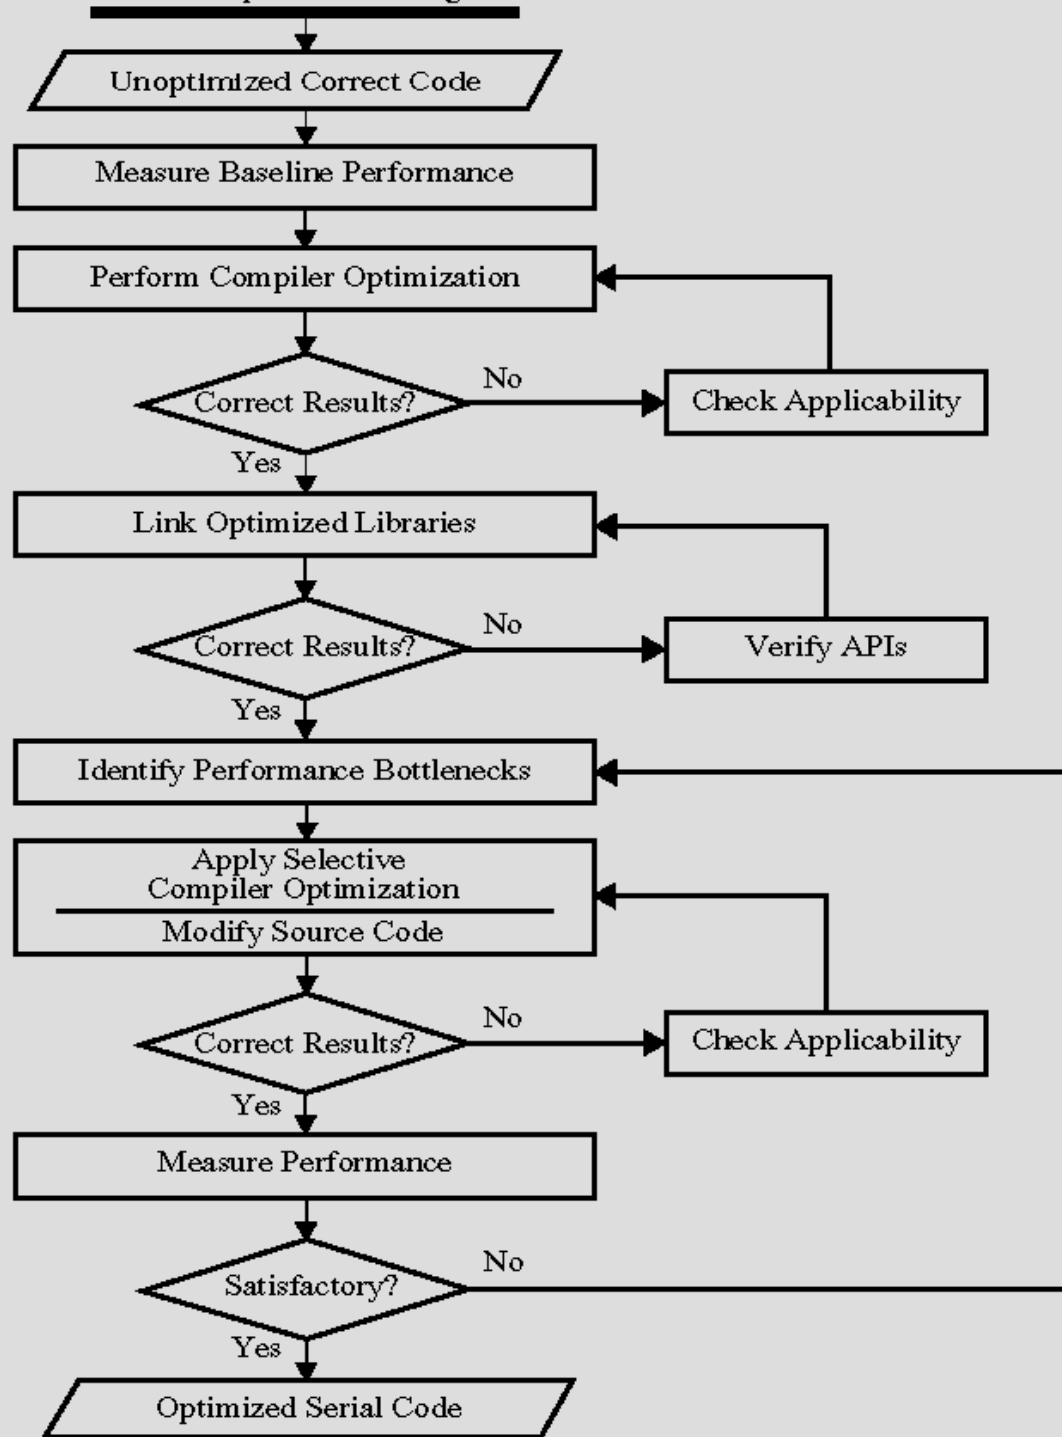 Unoptimized Correct Code
Measure Baseline Performance
Perform Compiler Optimization
Correct Results?
No
Check Applicability
Yes
Link Optimized Libraries
Correct Results?
No
Verify APIs
Yes
Identify Performance Bottlenecks
Apply Selective
Compiler Optimization
Modify Source Code
Correct Results?
No
Check Applicability
Yes
Measure Performance
Satisfactory?
No
Yes
Optimized Serial Code